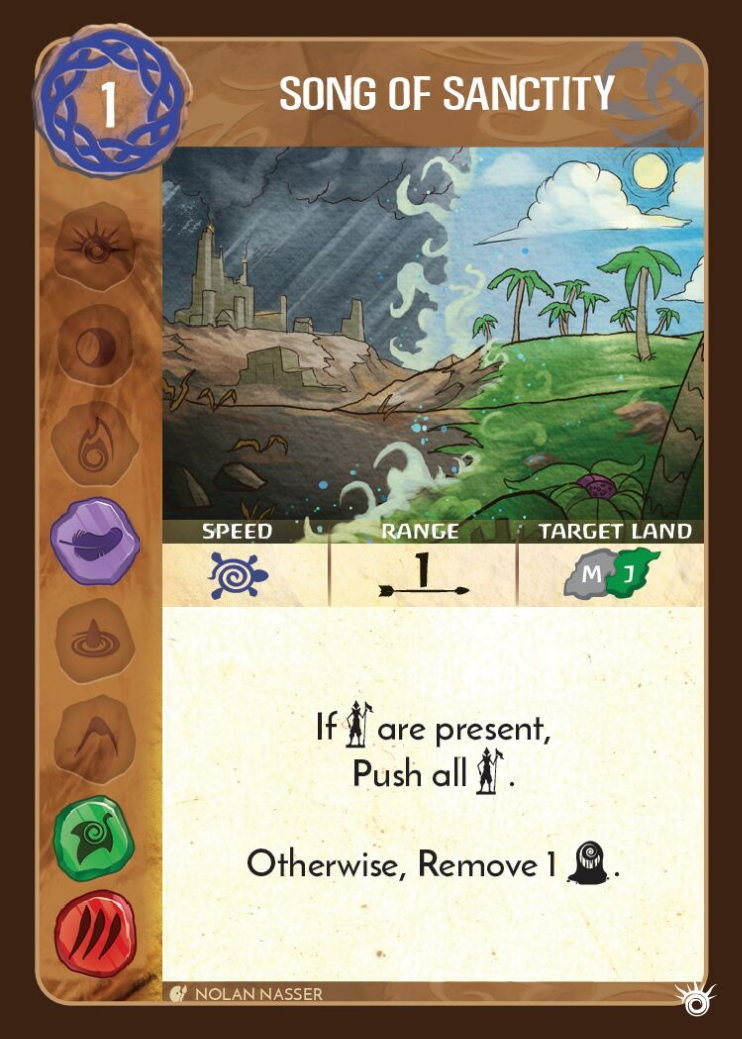 1
SONG OF SANCTITY
SPEED RANGE TARGET LAND
1 M J
If are present,
Push all .
Otherwise, Remove 1 .
NOLAN NASSER